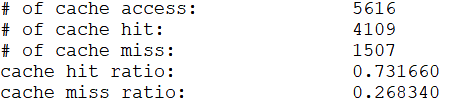 # of cache access: 5616
# of cache hit: 4109
# of cache miss: 1507
cache hit ratio: 0.731660
cache miss ratio: 0.268340